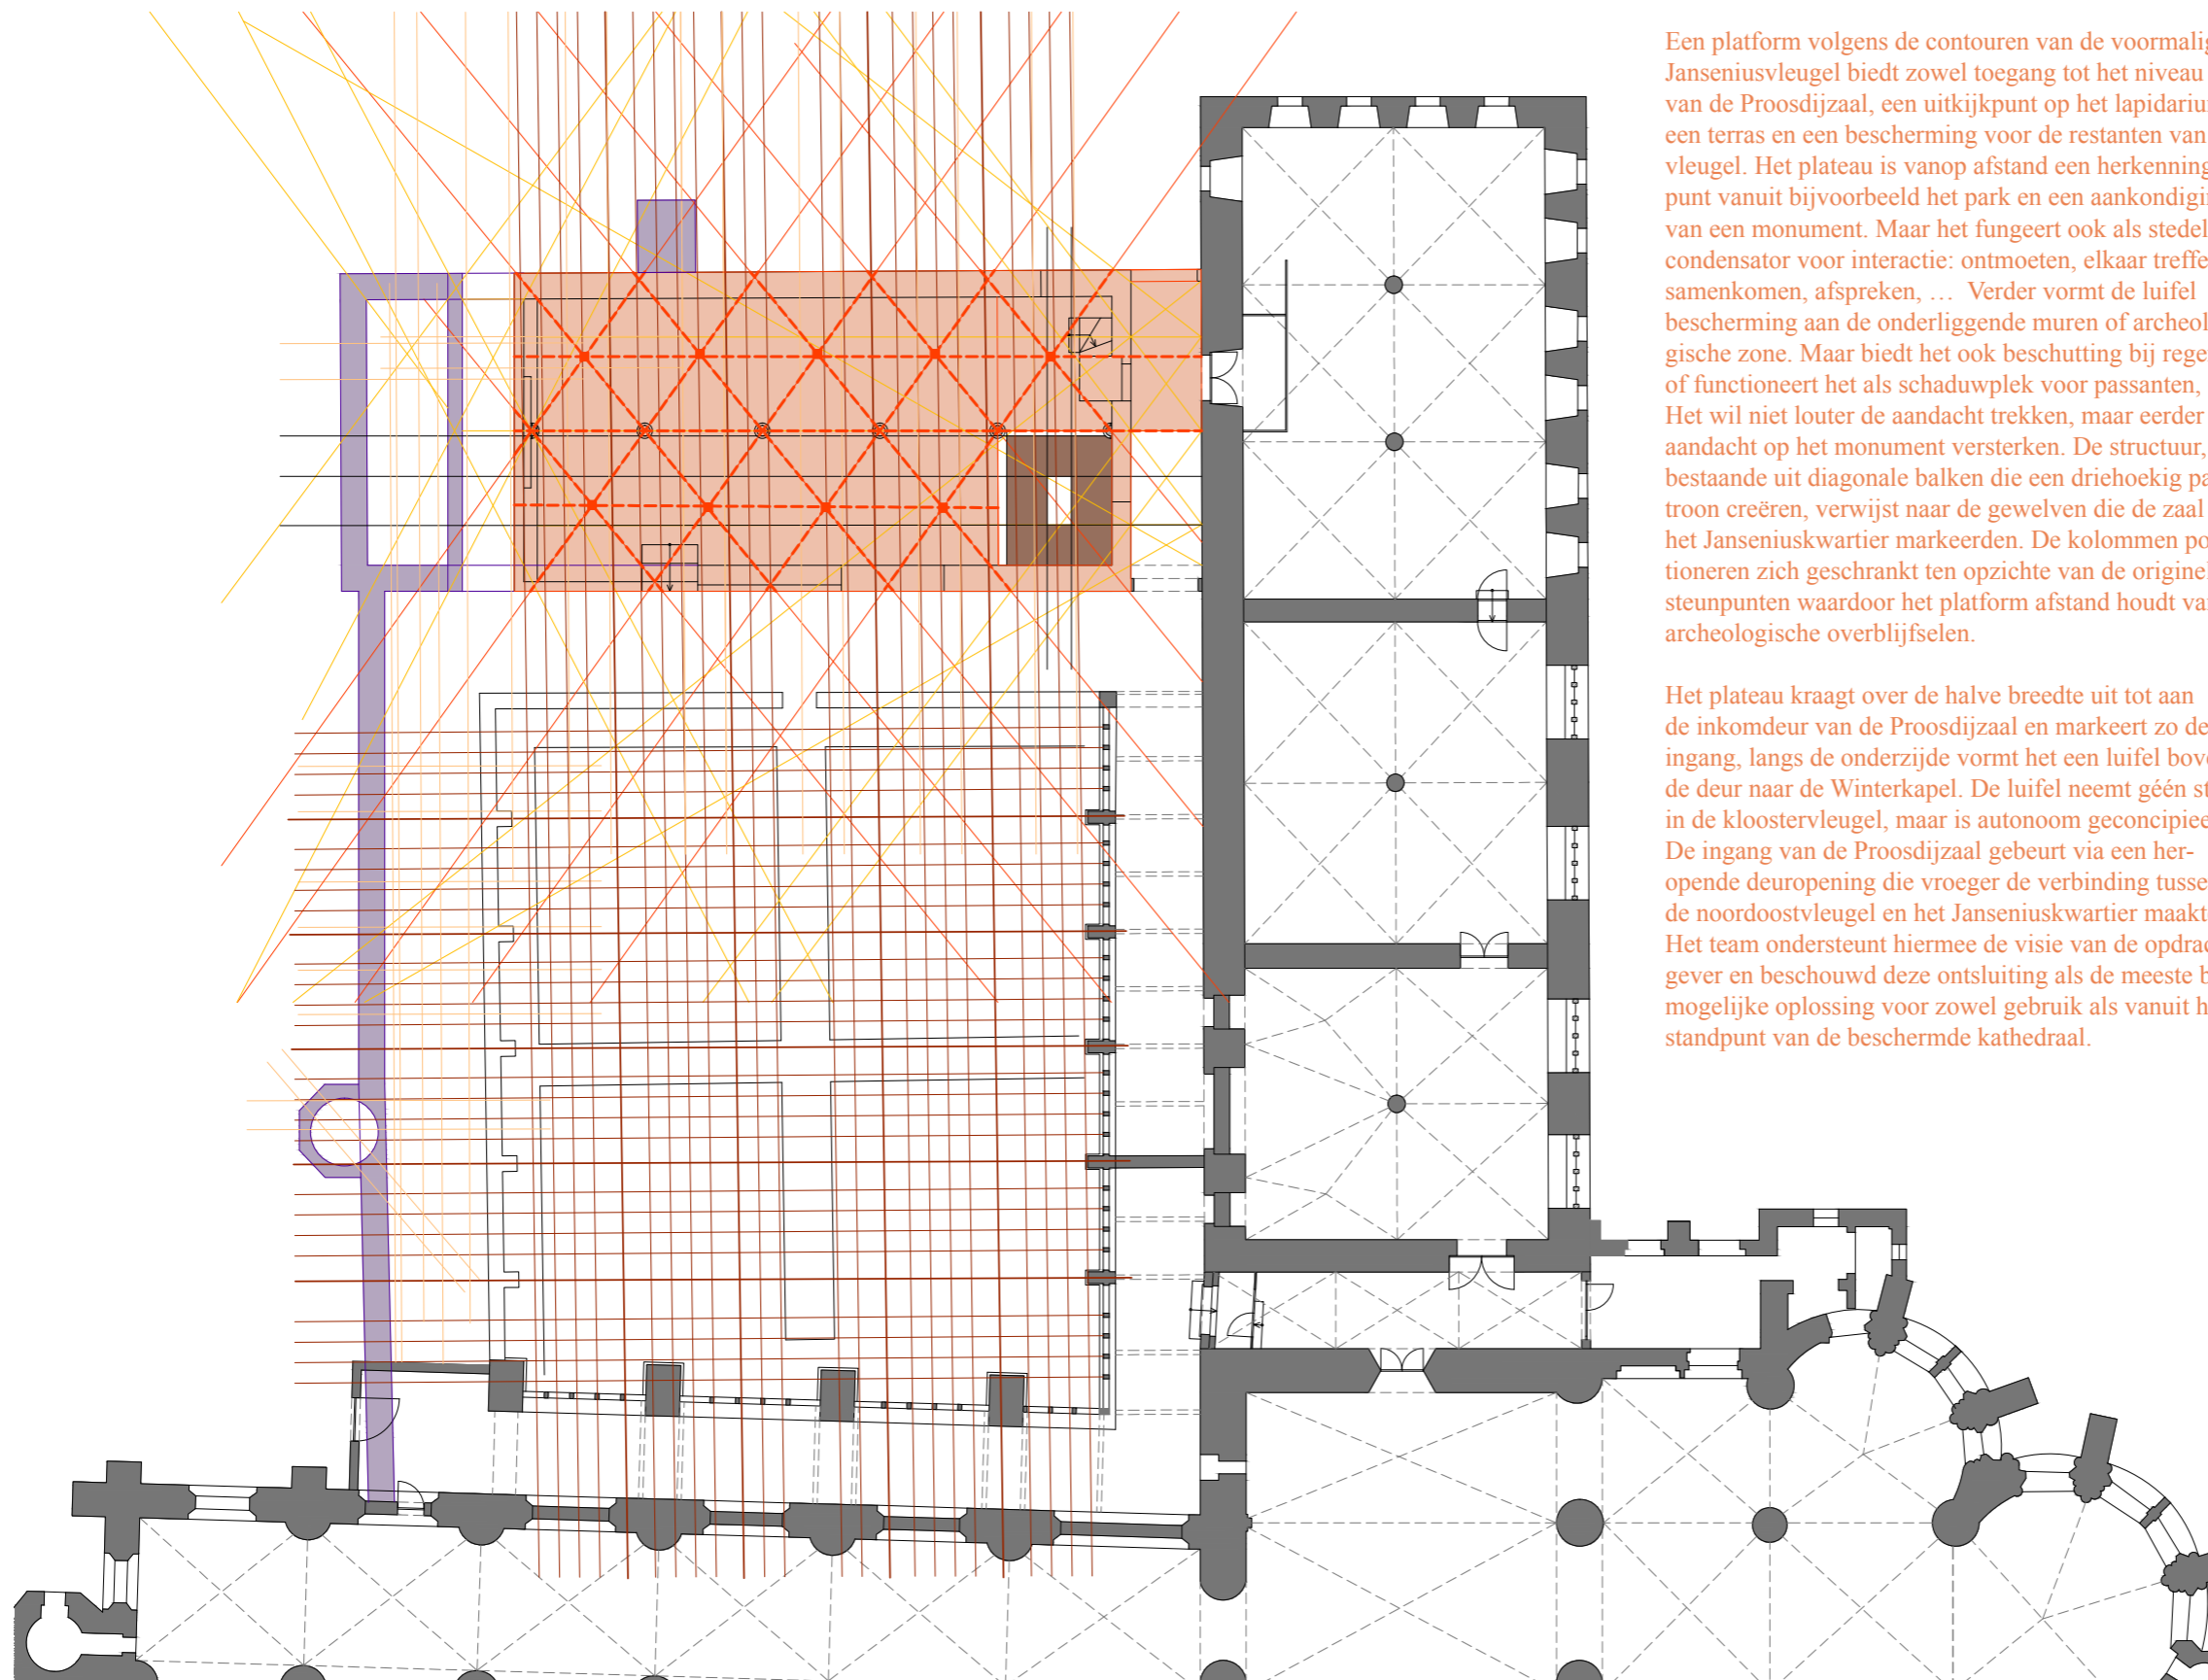 Een platform volgens de contouren van de voormalig
Janseniusvleugel biedt zowel toegang tot het niveau
van de Proosdijzaal, een uitkijkpunt op het lapidariu
een terras en een bescherming voor de restanten van
vleugel. Het plateau is vanop afstand een herkenning
punt vanuit bijvoorbeeld het park en een aankondigi
van een monument. Maar het fungeert ook als stedel
condensator voor interactie: ontmoeten, elkaar treffe
samenkomen, afspreken, … Verder vormt de luifel
bescherming aan de onderliggende muren of archeol
gische zone. Maar biedt het ook beschutting bij rege
of functioneert het als schaduwplek voor passanten,
Het wil niet louter de aandacht trekken, maar eerder
aandacht op het monument versterken. De structuur,
bestaande uit diagonale balken die een driehoekig pa
troon creëren, verwijst naar de gewelven die de zaal
het Janseniuskwartier markeerden. De kolommen po
tioneren zich geschrankt ten opzichte van de origine
steunpunten waardoor het platform afstand houdt va
archeologische overblijfselen.
Het plateau kraagt over de halve breedte uit tot aan
de inkomdeur van de Proosdijzaal en markeert zo de
ingang, langs de onderzijde vormt het een luifel bov
de deur naar de Winterkapel. De luifel neemt géén st
in de kloostervleugel, maar is autonoom geconcipiee
De ingang van de Proosdijzaal gebeurt via een her-
opende deuropening die vroeger de verbinding tusse
de noordoostvleugel en het Janseniuskwartier maakt
Het team ondersteunt hiermee de visie van de opdra
gever en beschouwd deze ontsluiting als de meeste b
mogelijke oplossing voor zowel gebruik als vanuit h
standpunt van de beschermde kathedraal.